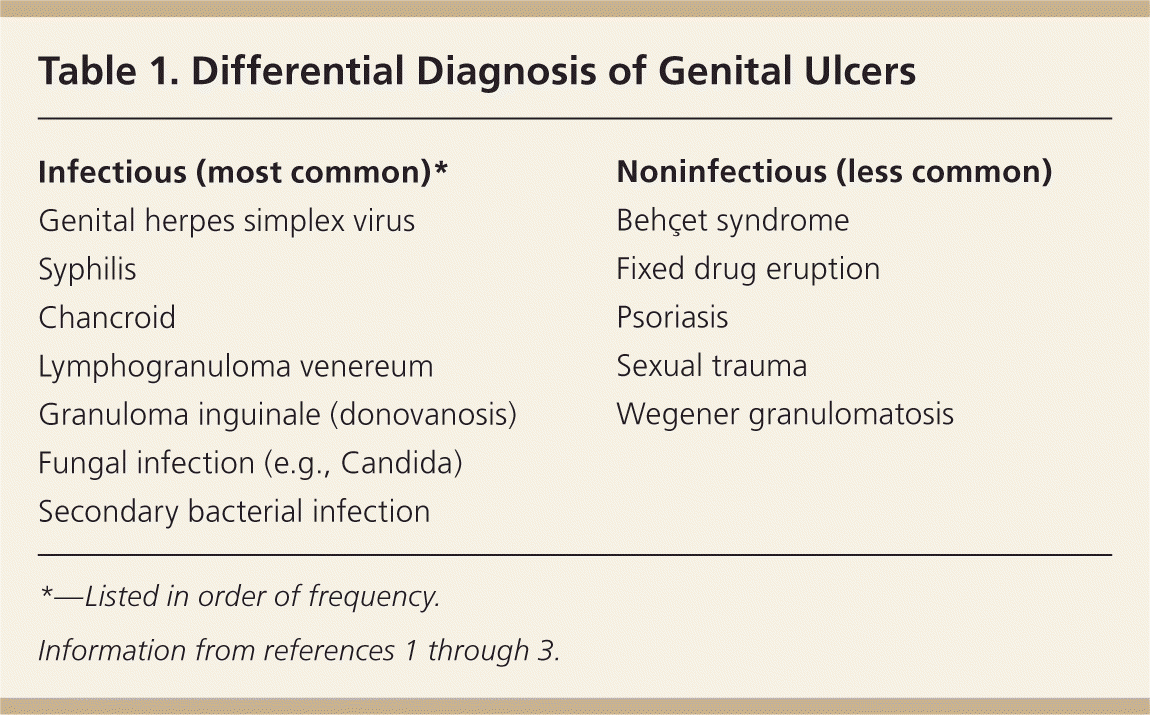 Table 1. Differential Diagnosis of Genital Ulcers
Infectious (most common)*
Genital herpes simplex virus
Syphilis
Chancroid
Lymphogranuloma venereum
Granuloma inguinale (donovanosis)
Fungal infection (e.g., Candida)
Secondary bacterial infection
Noninfectious (less common)
Behçet syndrome
Fixed drug eruption
Psoriasis
Sexual trauma
Wegener granulomatosis
*—Listed in order of frequency.
Information from references 1 through 3.